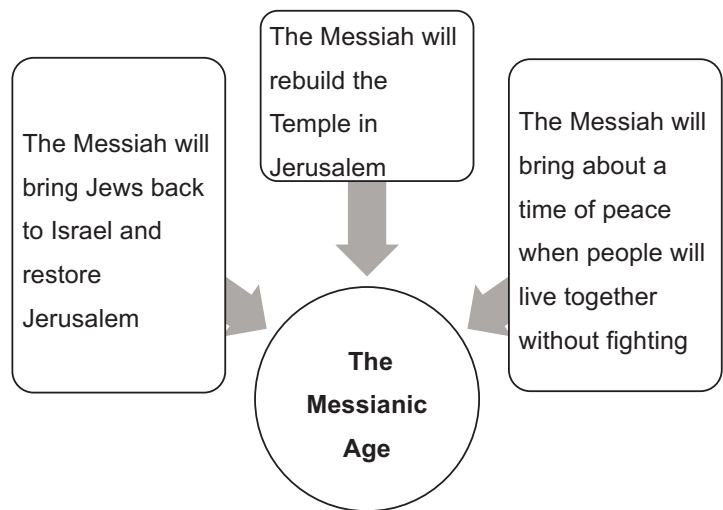 The Messiah will
bring Jews back
to Israel and
restore
Jerusalem
The Messiah will
rebuild the
Temple in
Jerusalem
The Messiah will
bring about a
time of peace
when people will
live together
without fighting
The
Messianic
Age